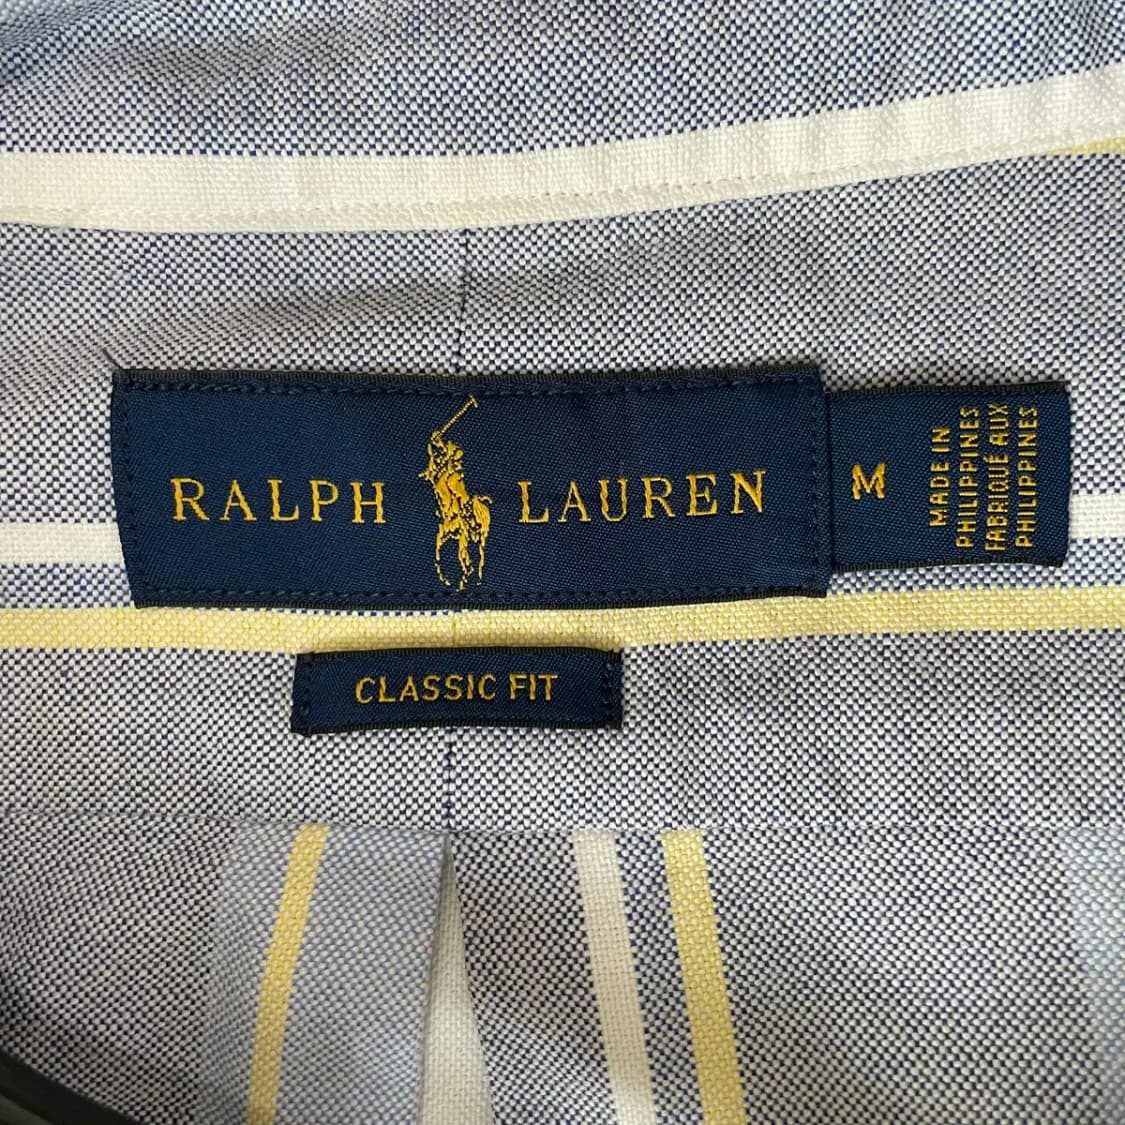 RALPH LAUREN
M
MADE IN
PHILIPPINES
FABRIQUÉ AUX
PHILIPPINES
CLASSIC FIT